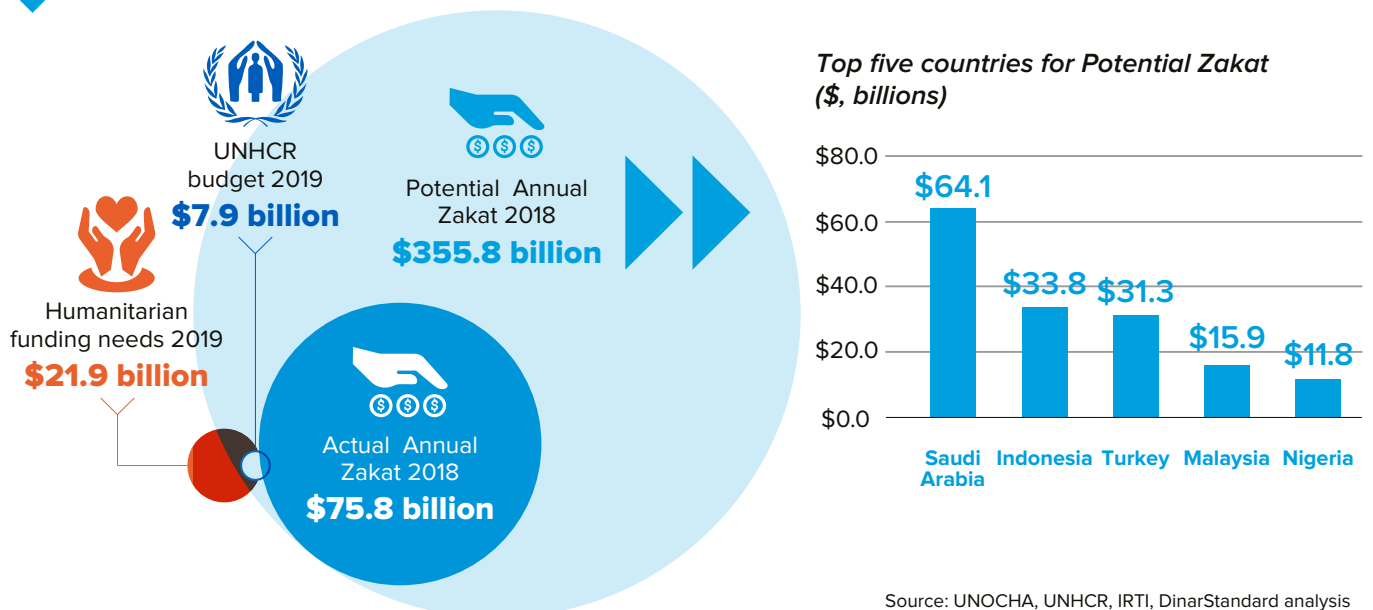 UNHCR
budget 2019
$7.9 billion
Humanitarian
funding needs 2019
$21.9 billion
Potential Annual
Zakat 2018
$355.8 billion
$ $ $
Actual Annual
Zakat 2018
$75.8 billion
$ $ $
Top five countries for Potential Zakat
($, billions)
$80.0
$60.0
$40.0
$20.0
$0.0
$64.1
$33.8
$31.3
$15.9
$11.8
Saudi
Arabia
Indonesia
Turkey
Malaysia
Nigeria
Source: UNOCHA, UNHCR, IRTI, DinarStandard analysis